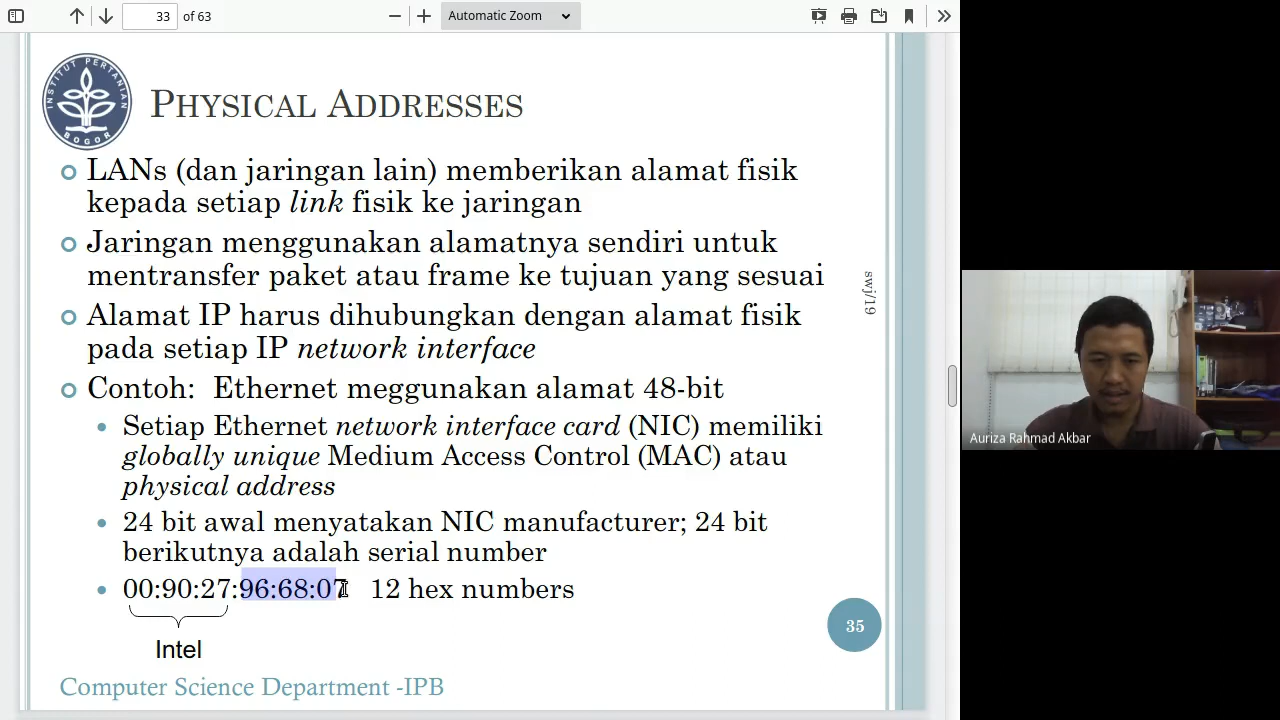 33 of 63
Automatic Zoom
INSTITUT PERTANIAN
BOGOR
PHYSICAL ADDRESSES
LANs (dan jaringan lain) memberikan alamat fisik
kepada setiap link fisik ke jaringan
Jaringan menggunakan alamatnya sendiri untuk
mentransfer paket atau frame ke tujuan yang sesuai
Alamat IP harus dihubungkan dengan alamat fisik
pada setiap IP network interface
Contoh: Ethernet meggunakan alamat 48-bit
Setiap Ethernet network interface card (NIC) memiliki
globally unique Medium Access Control (MAC) atau
physical address
24 bit awal menyatakan NIC manufacturer; 24 bit
berikutnya adalah serial number
00:90:27:96:68:07 12 hex numbers
Intel
swj/19
35
Computer Science Department -IPB
Auriza Rahmad Akbar